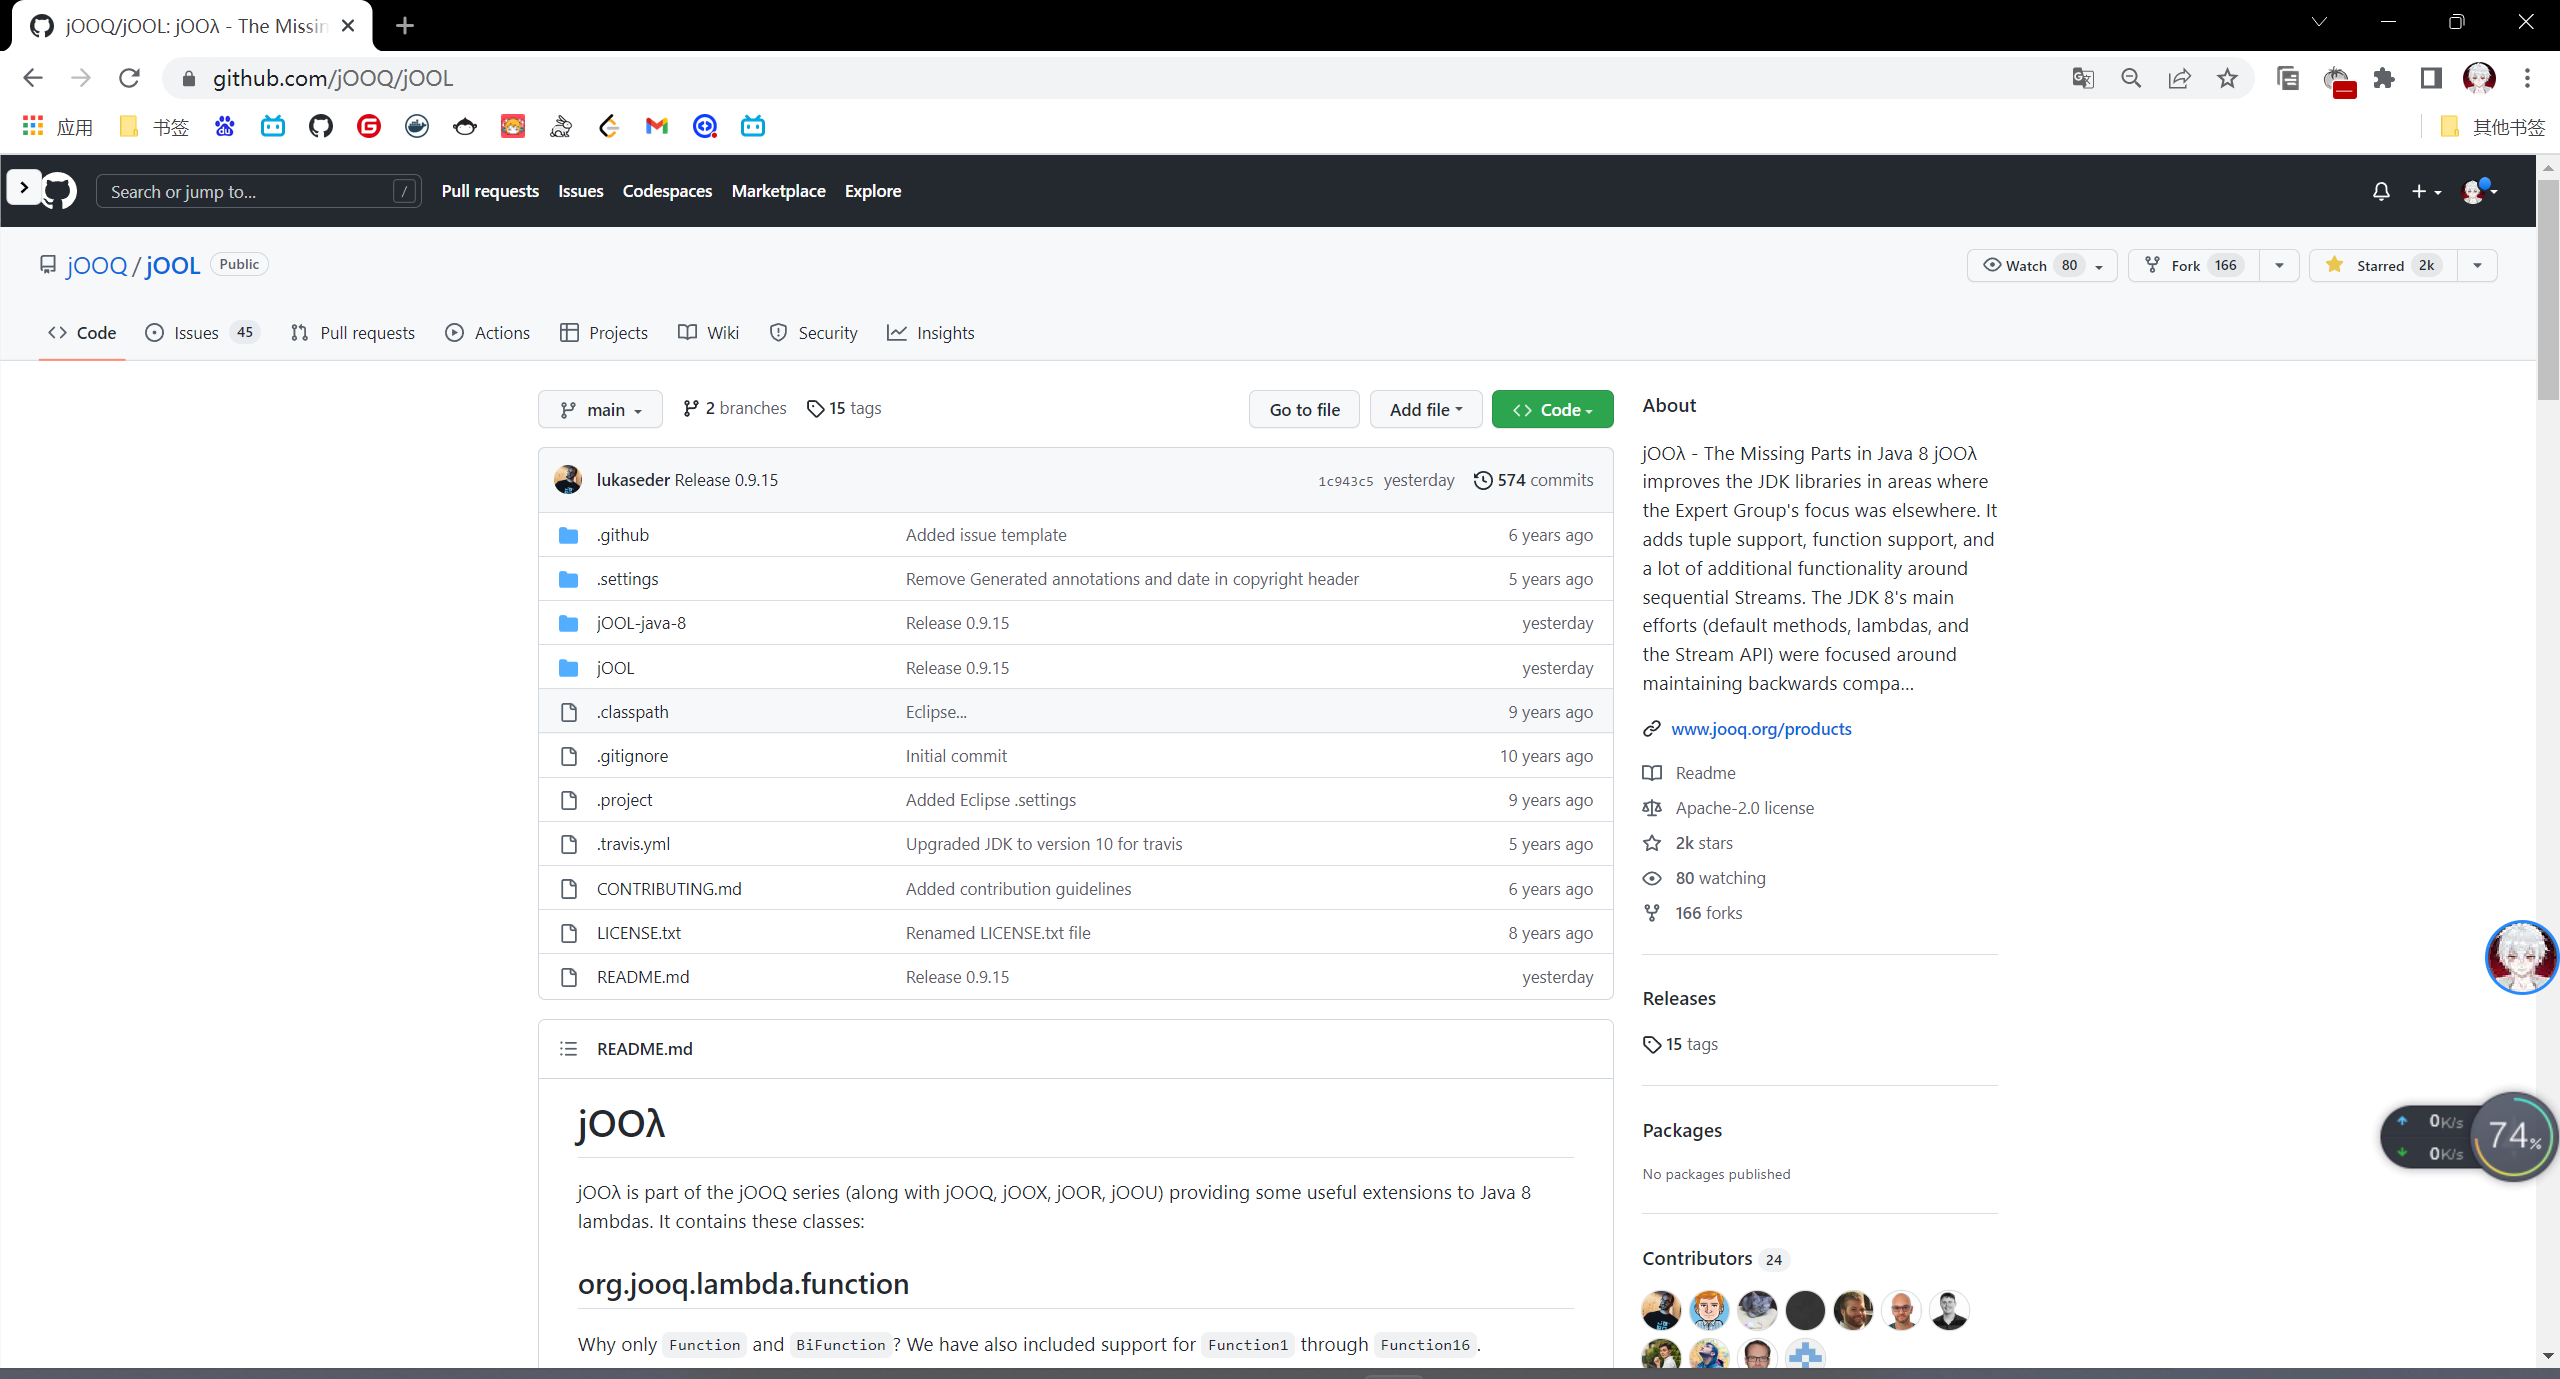 jOOQ/jOOL: jOOλ - The Missin
github.com/jOOQ/jOOL
应用
书签
du
G
其他书签
Search or jump to...
/
Pull requests
Issues
Codespaces
Marketplace
Explore
jOOQ / jOOL
Public
Watch 80
Fork 166
Starred 2k
Code
Issues 45
Pull requests
Actions
Projects
Wiki
Security
Insights
main
2 branches
15 tags
Go to file
Add file
Code
lukaseder Release 0.9.15
1c943c5 yesterday
574 commits
.github Added issue template 6 years ago
.settings Remove Generated annotations and date in copyright header 5 years ago
jOOL-java-8 Release 0.9.15 yesterday
jOOL Release 0.9.15 yesterday
.classpath Eclipse... 9 years ago
.gitignore Initial commit 10 years ago
.project Added Eclipse .settings 9 years ago
.travis.yml Upgraded JDK to version 10 for travis 5 years ago
CONTRIBUTING.md Added contribution guidelines 6 years ago
LICENSE.txt Renamed LICENSE.txt file 8 years ago
README.md Release 0.9.15 yesterday
README.md
jOOλ
jOOλ is part of the jOOQ series (along with jOOQ, jOOX, jOOR, jOOU) providing some useful extensions to Java 8
lambdas. It contains these classes:
org.jooq.lambda.function
Why only Function and BiFunction? We have also included support for Function1 through Function16.
About
jOOλ - The Missing Parts in Java 8 jOOλ
improves the JDK libraries in areas where
the Expert Group's focus was elsewhere. It
adds tuple support, function support, and
a lot of additional functionality around
sequential Streams. The JDK 8's main
efforts (default methods, lambdas, and
the Stream API) were focused around
maintaining backwards compa...
www.jooq.org/products
Readme
Apache-2.0 license
2k stars
80 watching
166 forks
Releases
15 tags
Packages
No packages published
Contributors 24
0K/s
0K/s
74%